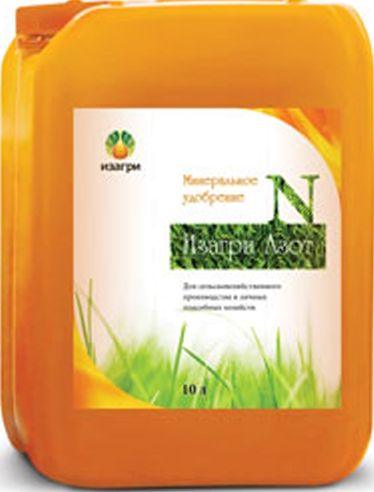 изагри
Минеральное
удобрение
N
Изагри Азот
Для сельскохозяйственного
производства и личных
подсобных хозяйств
10 л